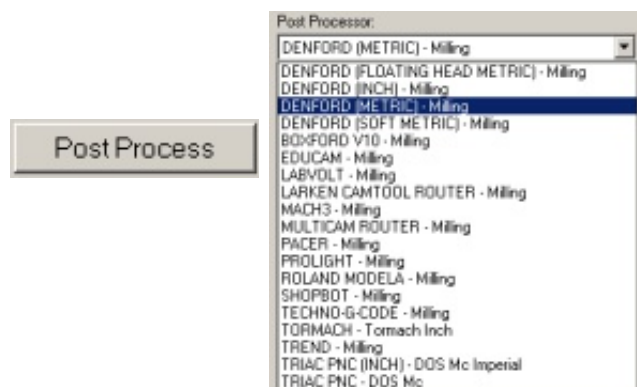 Post Process
Post Processor:
DENFORD (METRIC) - Milling
DENFORD (FLOATING HEAD METRIC) - Milling
DENFORD (INCH) - Milling
DENFORD (METRIC) - Milling
DENFORD (SOFT METRIC) - Milling
BOXFORD V10 - Milling
EDUCAM - Milling
LABVOLT - Milling
LARKEN CAMTOOL ROUTER - Milling
MACH3 - Milling
MULTICAM ROUTER - Milling
PACER - Milling
PROLIGHT - Milling
ROLAND MODELA - Milling
SHOPBOT - Milling
TECHNO-G-CODE - Milling
TORMACH - Tormach Inch
TREND - Milling
TRIAC PNC (INCH) - DOS Mc Imperial
TRIAC PNC - DOS Mc